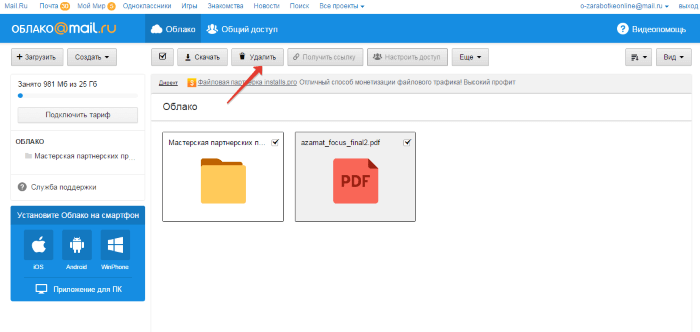 Mail.Ru Почта 30 Мой Мир Одноклассники Игры Знакомства Новости Поиск Все проекты o-zarabotkeonline@mail.ru выход
ОБЛАКО@mail.ru Облако Общий доступ Видеопомощь
Загрузить Создать Скачать Удалить Получить ссылку Настроить доступ Еще Вид
Занято 981 Мб из 25 Гб
Подключить тариф
ОБЛАКО
Мастерская партнерских пр...
Служба поддержки
Установите Облако на смартфон
iOS Android WinPhone
Приложение для ПК
Директ Файловая партнерка installs.pro Отличный способ монетизации файлового трафика! Высокий профит
Облако
Мастерская партнерских п... azamat_focus_final2.pdf
PDF